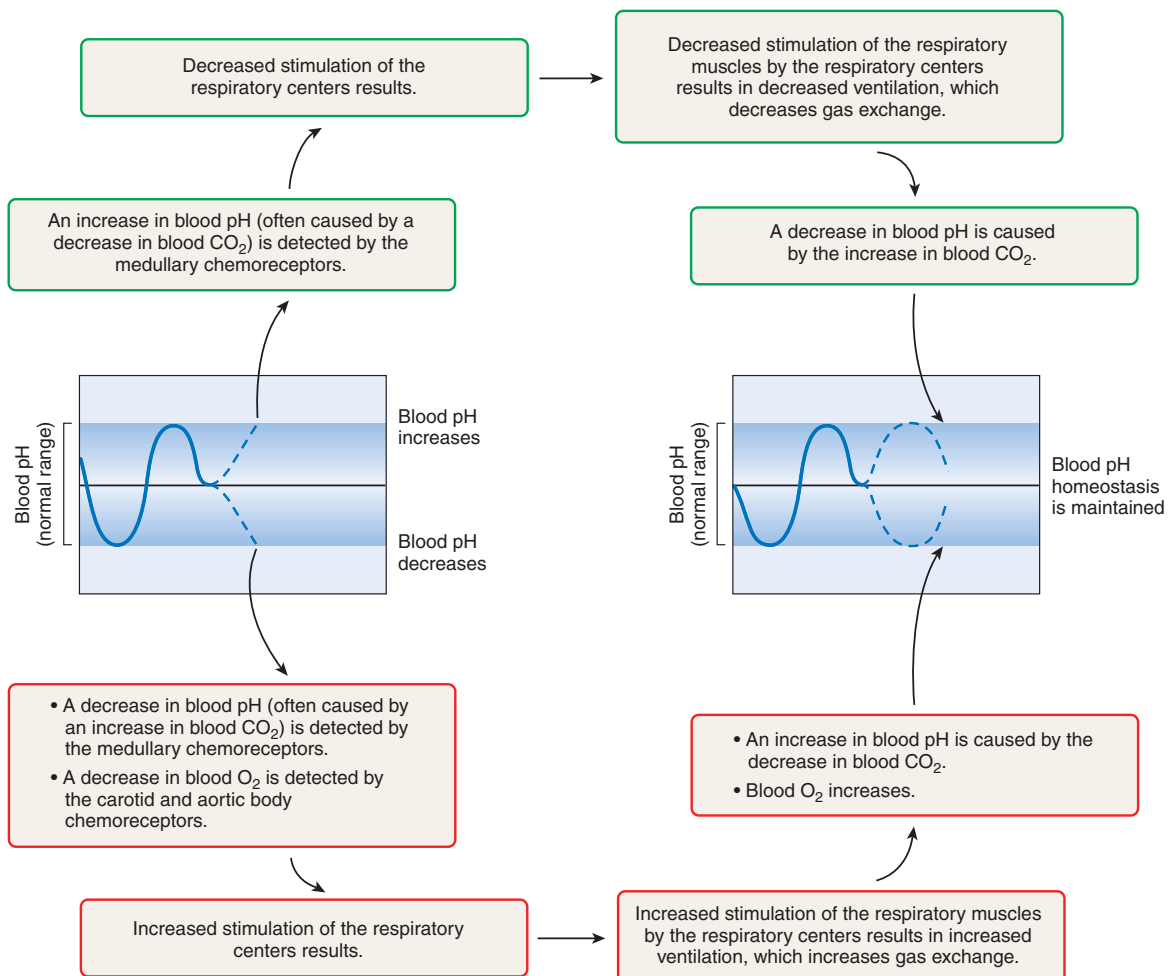 Decreased stimulation of the
respiratory centers results.
Decreased stimulation of the respiratory
muscles by the respiratory centers
results in decreased ventilation, which
decreases gas exchange.
An increase in blood pH (often caused by a
decrease in blood CO₂) is detected by the
medullary chemoreceptors.
A decrease in blood pH is caused
by the increase in blood CO₂.
Blood pH
(normal range)
Blood pH
increases
Blood pH
decreases
Blood pH
(normal range)
Blood pH
homeostasis
is maintained
• A decrease in blood pH (often caused by
an increase in blood CO₂) is detected by
the medullary chemoreceptors.
• A decrease in blood O₂ is detected by
the carotid and aortic body
chemoreceptors.
• An increase in blood pH is caused by the
decrease in blood CO₂.
• Blood O₂ increases.
Increased stimulation of the respiratory
centers results.
Increased stimulation of the respiratory muscles
by the respiratory centers results in increased
ventilation, which increases gas exchange.